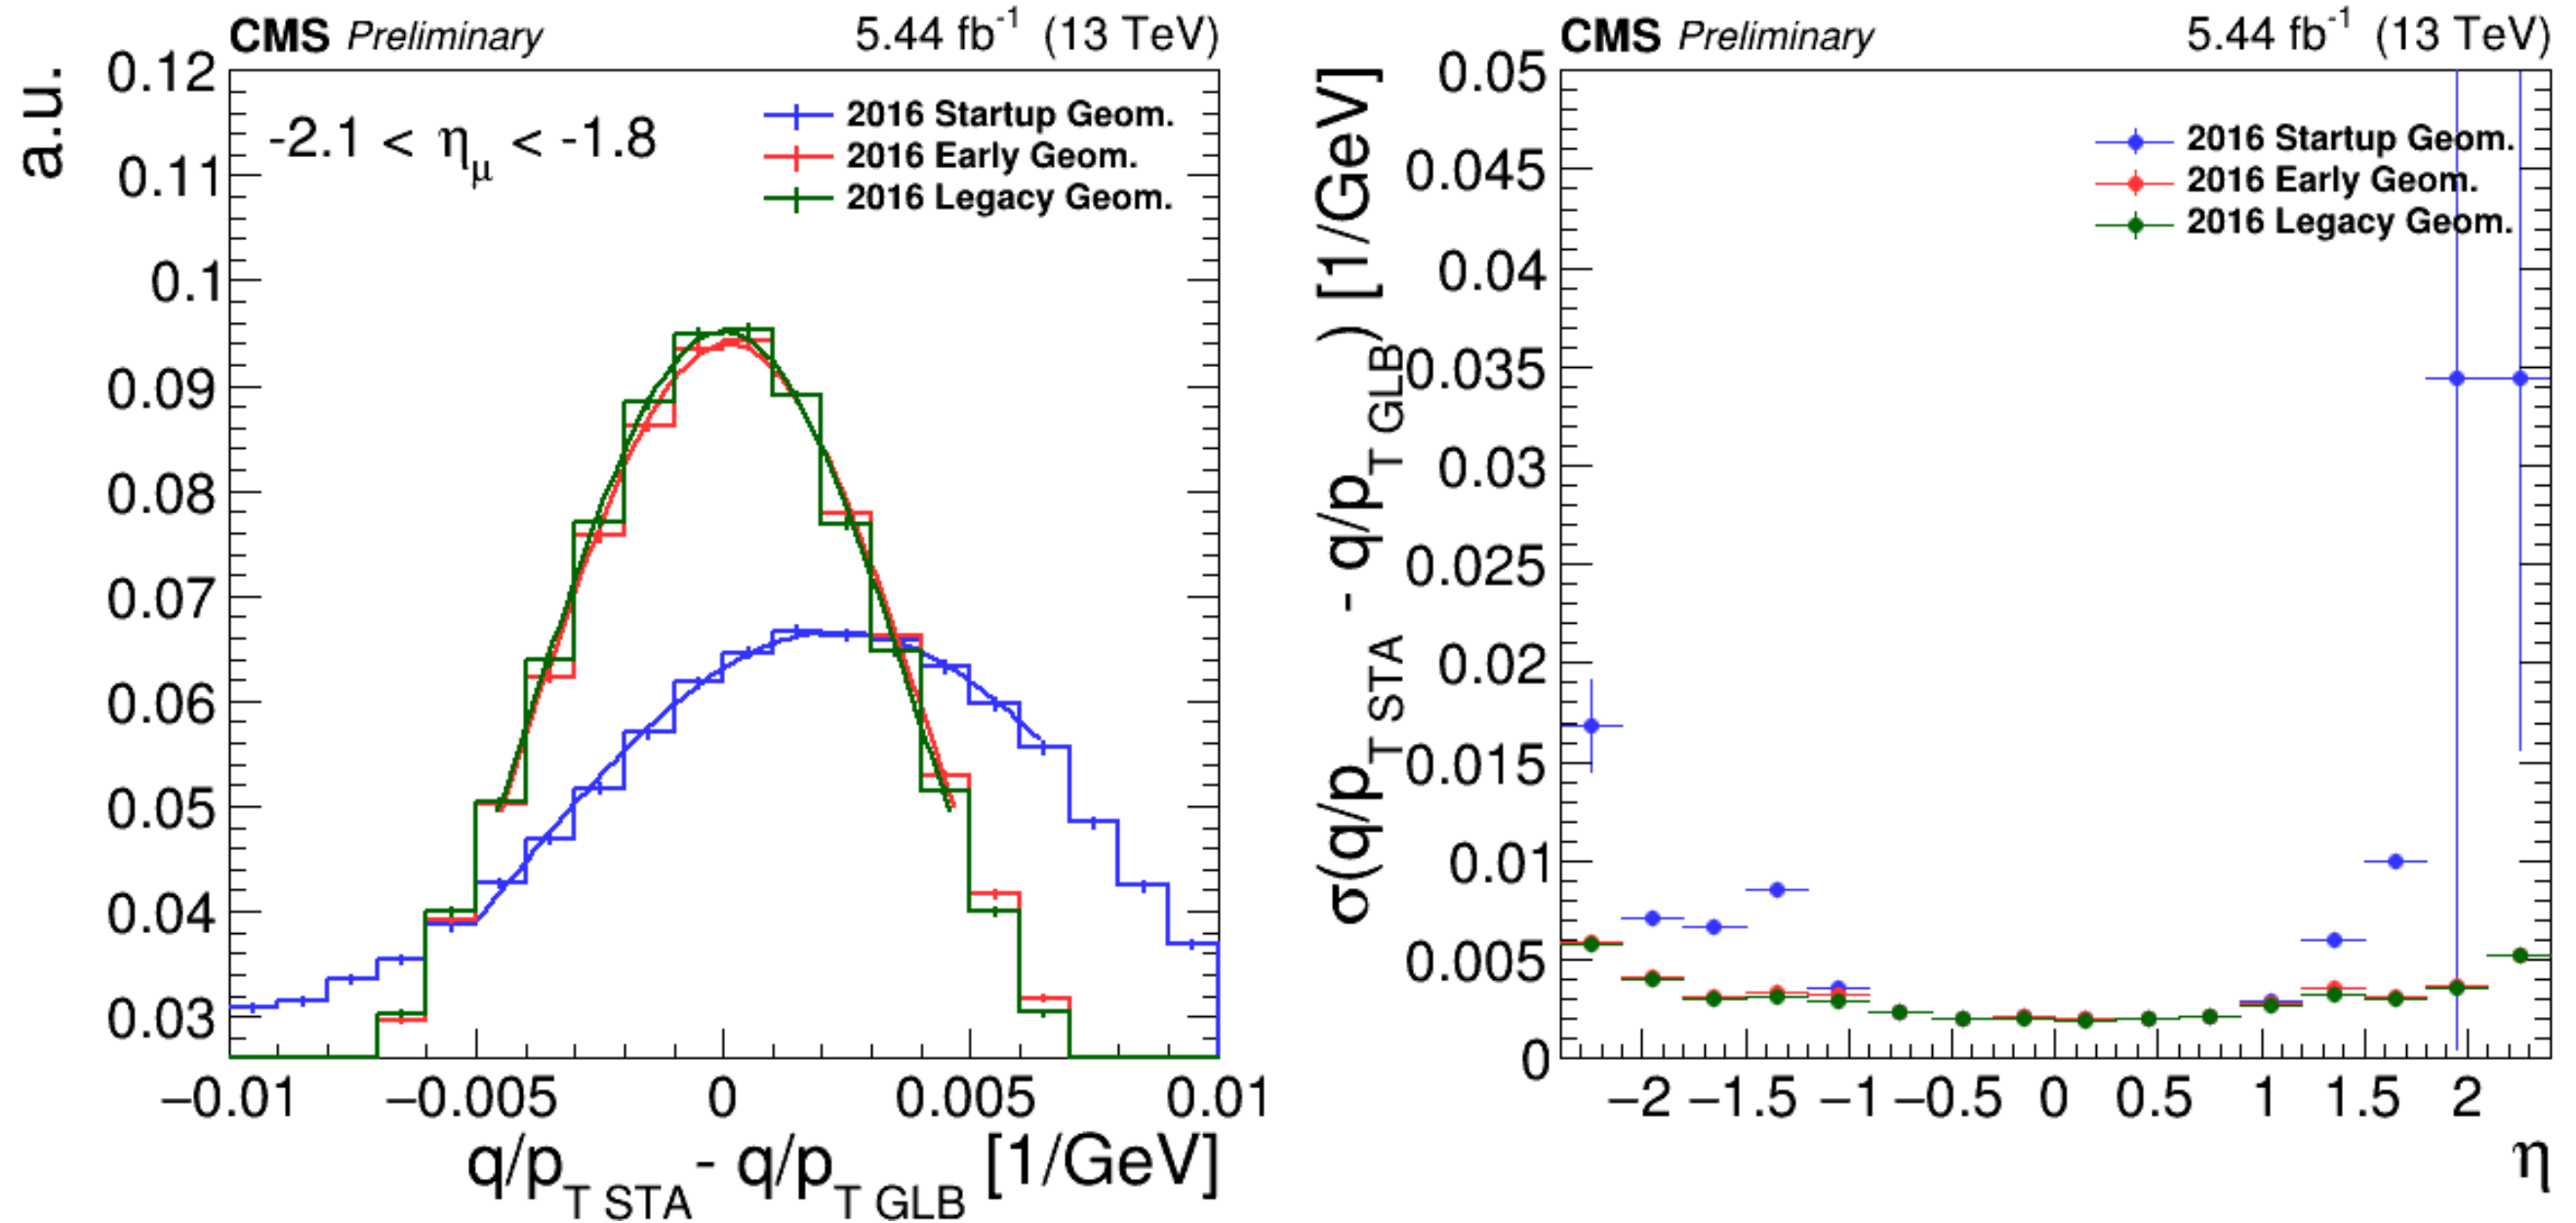 CMS Preliminary 5.44 fb⁻¹ (13 TeV)
a.u.
-2.1 < ημ < -1.8
2016 Startup Geom.
2016 Early Geom.
2016 Legacy Geom.
0.12
0.11
0.1
0.09
0.08
0.07
0.06
0.05
0.04
0.03
−0.01 −0.005 0 0.005 0.01
q/pT STA - q/pT GLB [1/GeV]
CMS Preliminary 5.44 fb⁻¹ (13 TeV)
σ(q/pT STA - q/pT GLB) [1/GeV]
2016 Startup Geom.
2016 Early Geom.
2016 Legacy Geom.
0.05
0.045
0.04
0.035
0.03
0.025
0.02
0.015
0.01
0.005
0
−2 −1.5 −1 −0.5 0 0.5 1 1.5 2
η